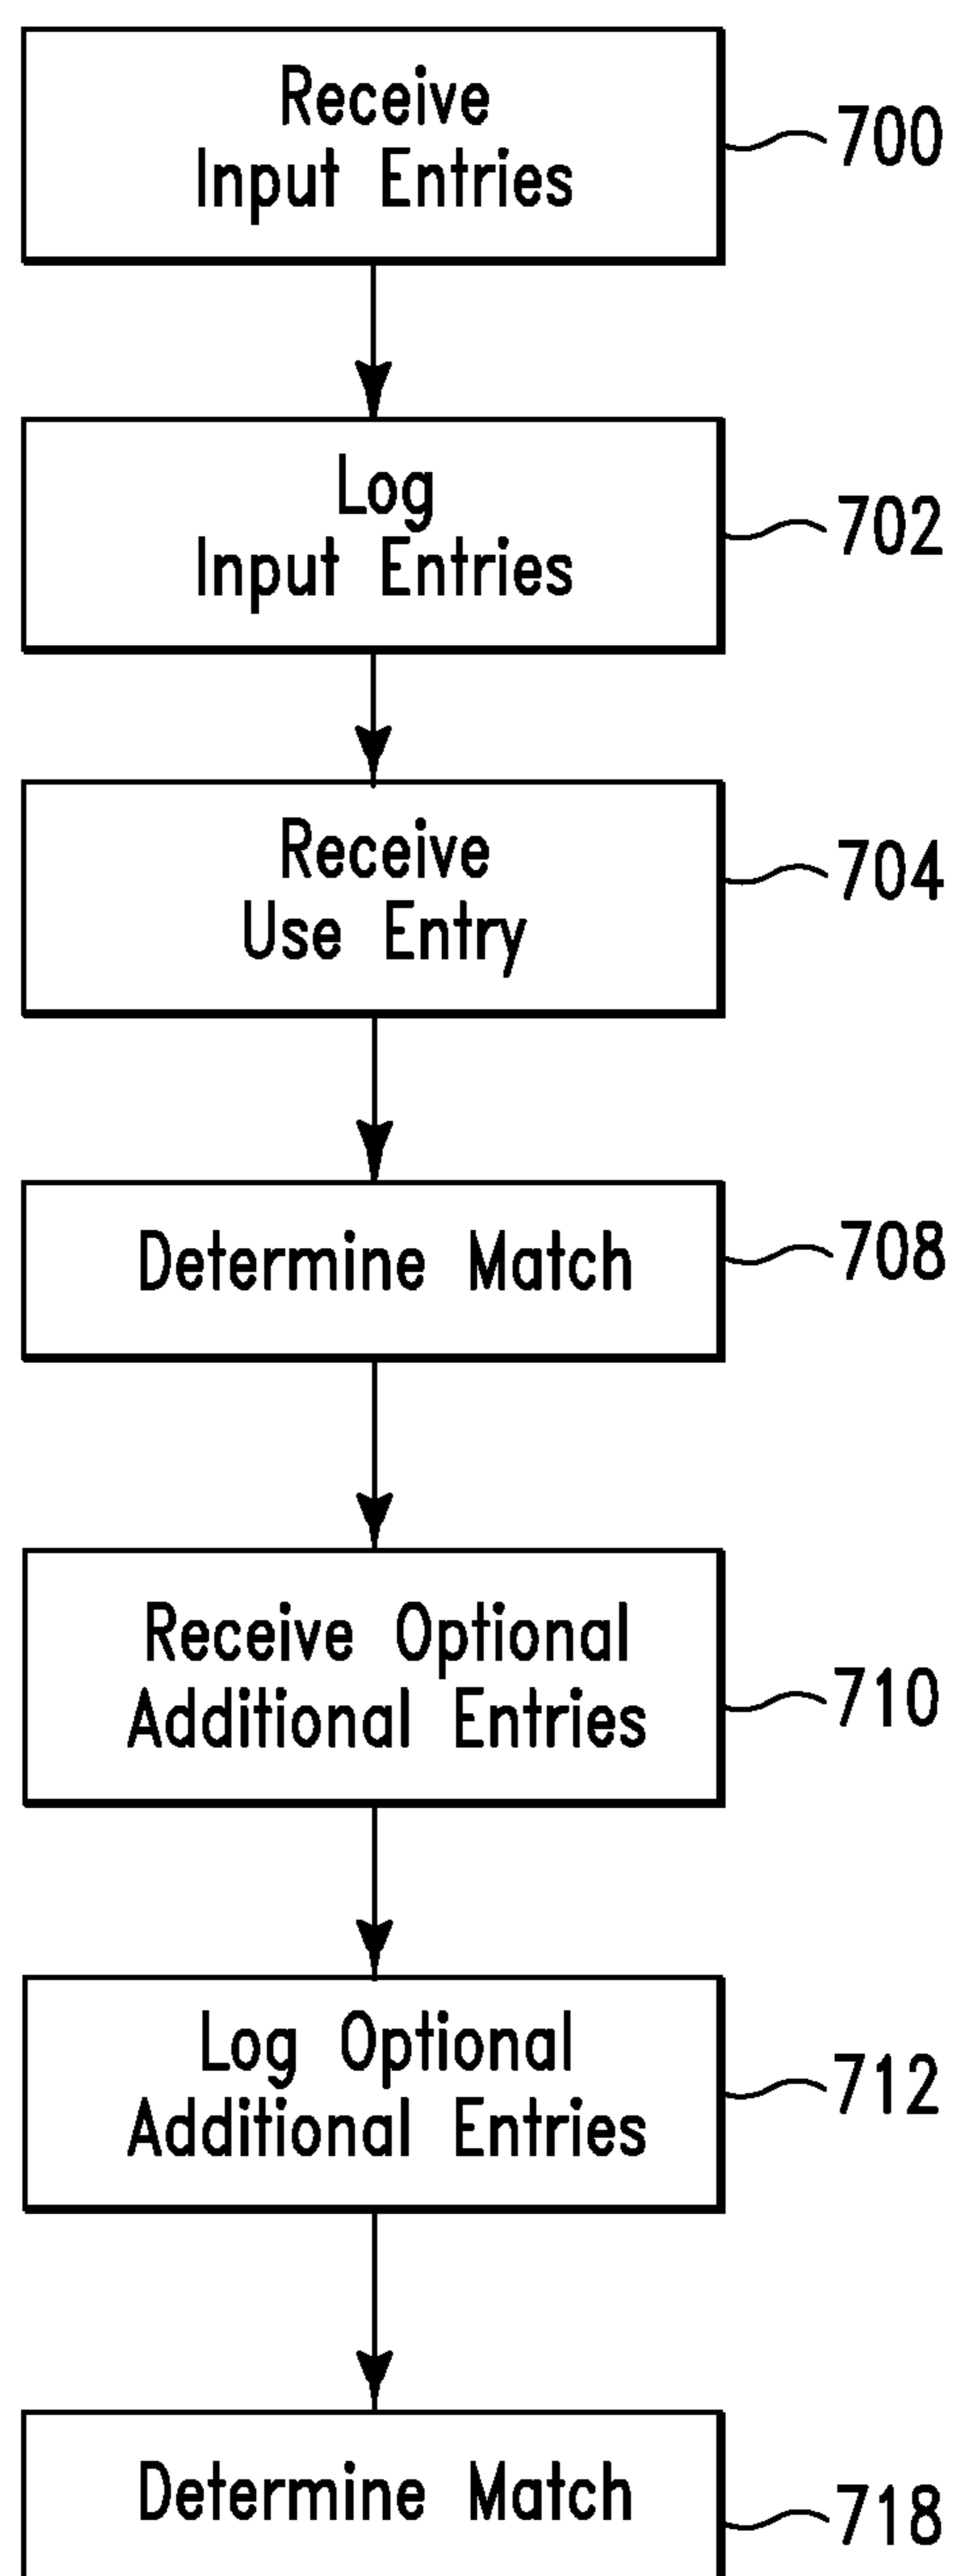 Receive
Input Entries
700
Log
Input Entries
702
Receive
Use Entry
704
Determine Match
708
Receive Optional
Additional Entries
710
Log Optional
Additional Entries
712
Determine Match
718